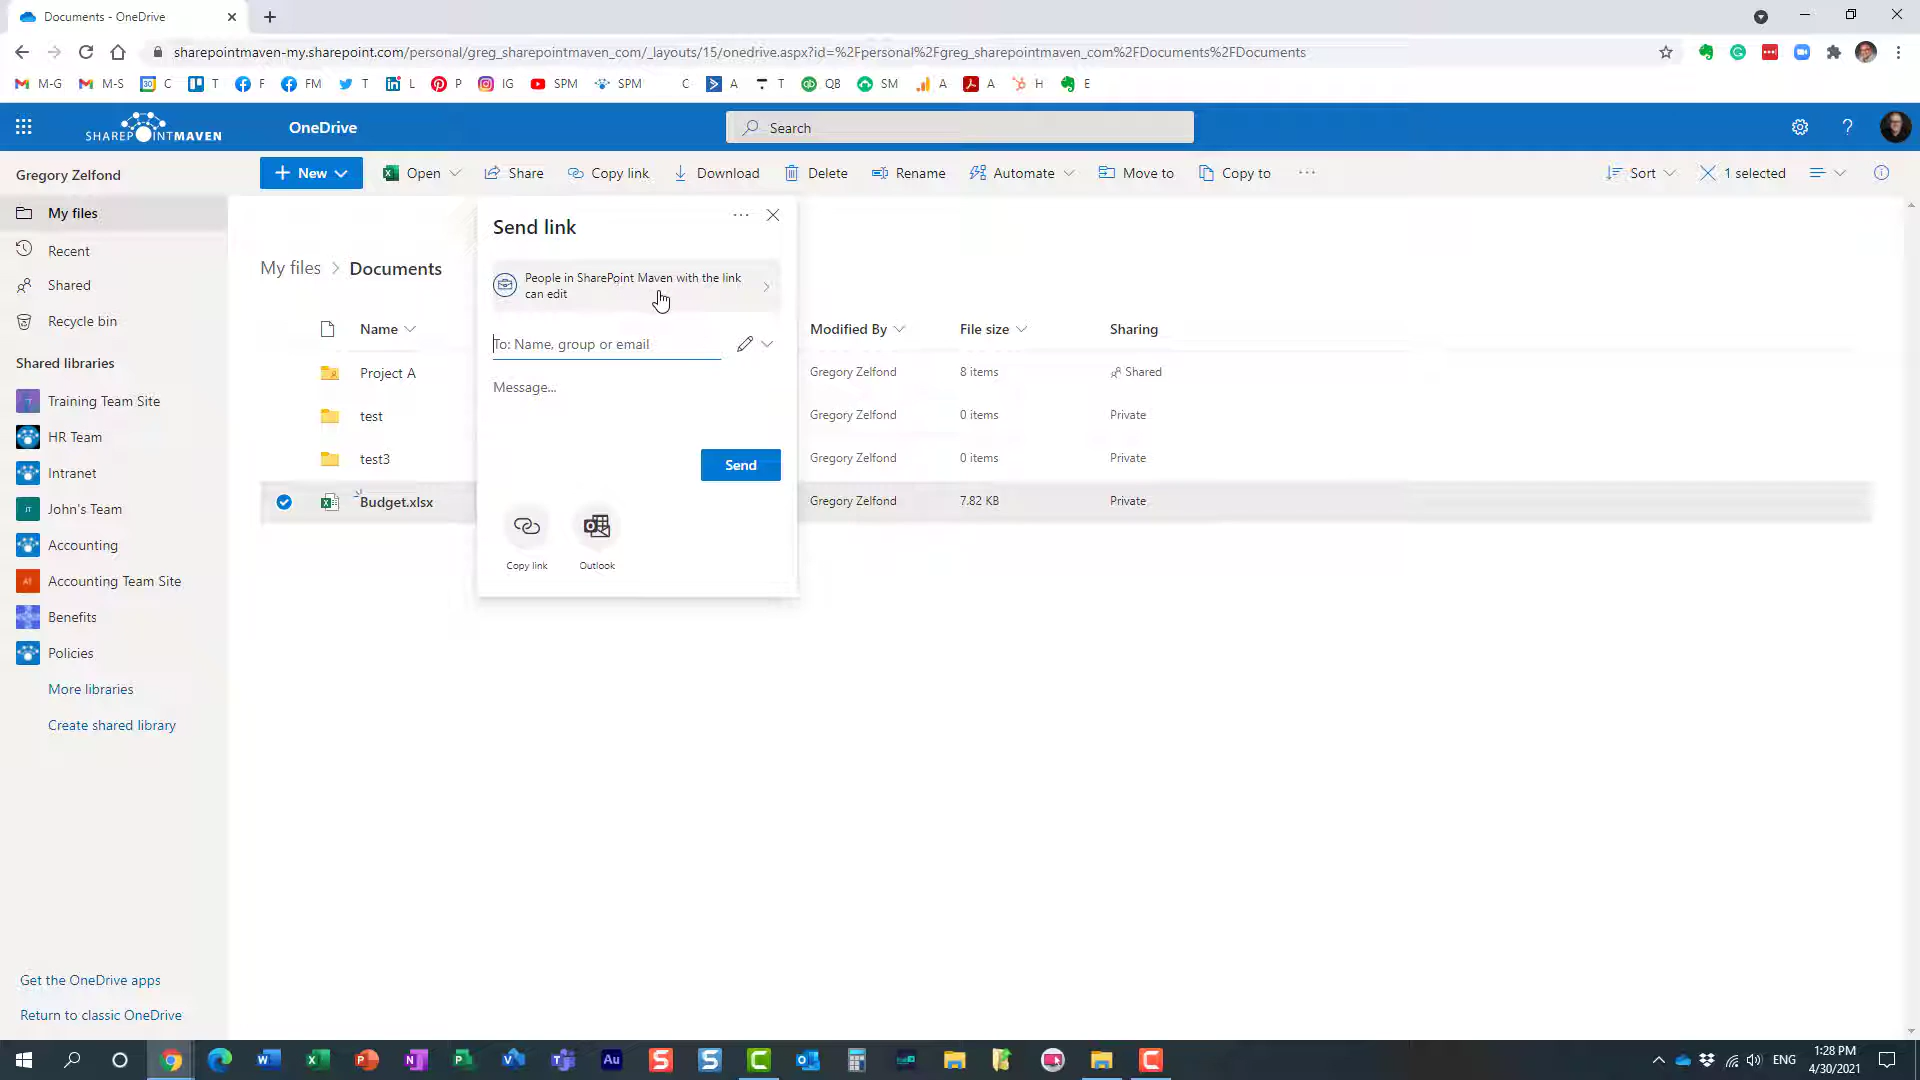 Documents - OneDrive
sharepointmaven-my.sharepoint.com/personal/greg_sharepointmaven_com/_layouts/15/onedrive.aspx?id=%2Fpersonal%2Fgreg_sharepointmaven_com%2FDocuments%2FDocuments
M-G M-S C T F FM T L P IG SPM SPM C A T QB SM A A H E
SHAREPOINTMAVEN OneDrive Search ?
Gregory Zelfond
New Open Share Copy link Download Delete Rename Automate Move to Copy to ... Sort 1 selected
My files
Recent
Shared
Recycle bin
Shared libraries
Training Team Site
HR Team
Intranet
John's Team
Accounting
Accounting Team Site
Benefits
Policies
More libraries
Create shared library
Get the OneDrive apps
Return to classic OneDrive
My files > Documents
Name Modified By File size Sharing
Project A Gregory Zelfond 8 items Shared
test Gregory Zelfond 0 items Private
test3 Gregory Zelfond 0 items Private
Budget.xlsx Gregory Zelfond 7.82 KB Private
Send link
People in SharePoint Maven with the link
can edit
To: Name, group or email
Message...
Send
Copy link Outlook
ENG
1:28 PM
4/30/2021